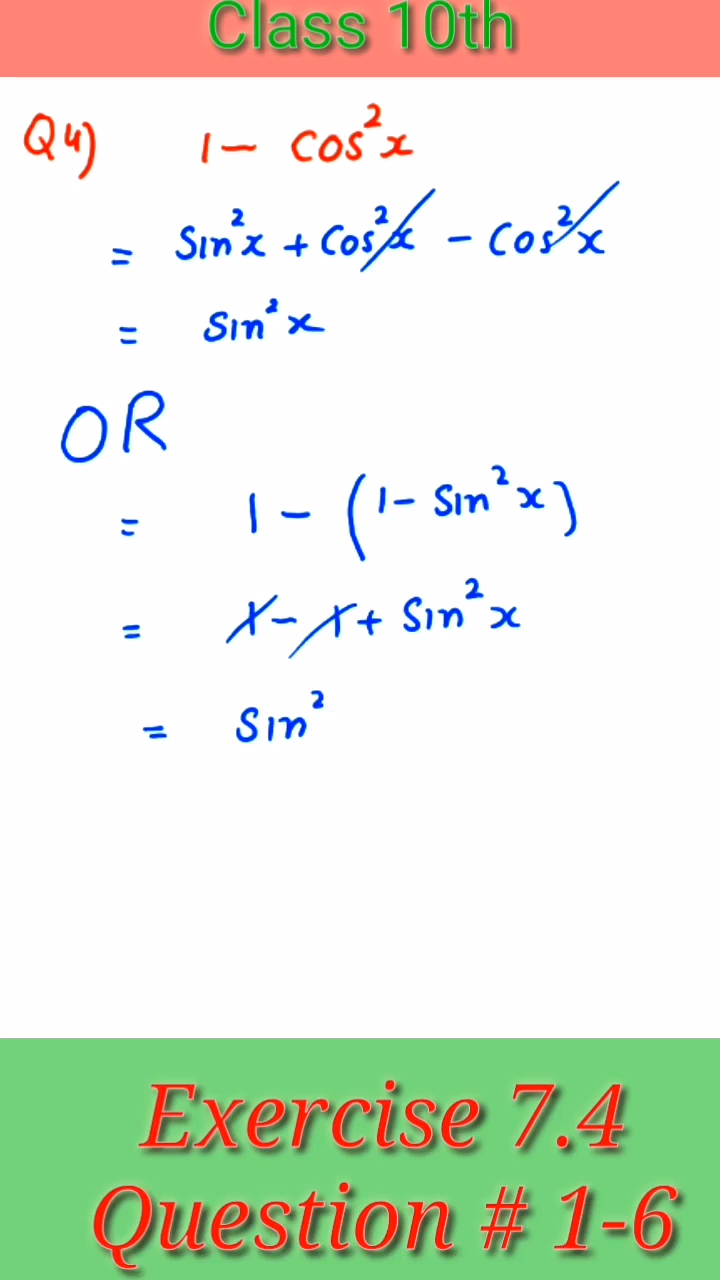 Class 10th
Q4) 1 - cos²x
= Sin²x + Cos²x - Cos²x
= Sin²x
OR
= 1 - (1 - Sin²x)
= 1 - 1 + Sin²x
= Sin²
Exercise 7.4
Question # 1-6